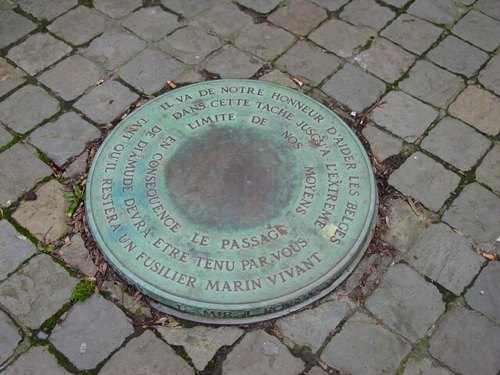 IL VA DE NOTRE HONNEUR D'AIDER LES BELGES
DANS CETTE TACHE JUSQU'A L'EXTREME
LIMITE DE NOS MOYENS
EN CONSEQUENCE LE PASSAGE
DE DIXMUDE DEVRA ETRE TENU PAR VOUS
TANT QU'IL RESTERA UN FUSILIER MARIN VIVANT